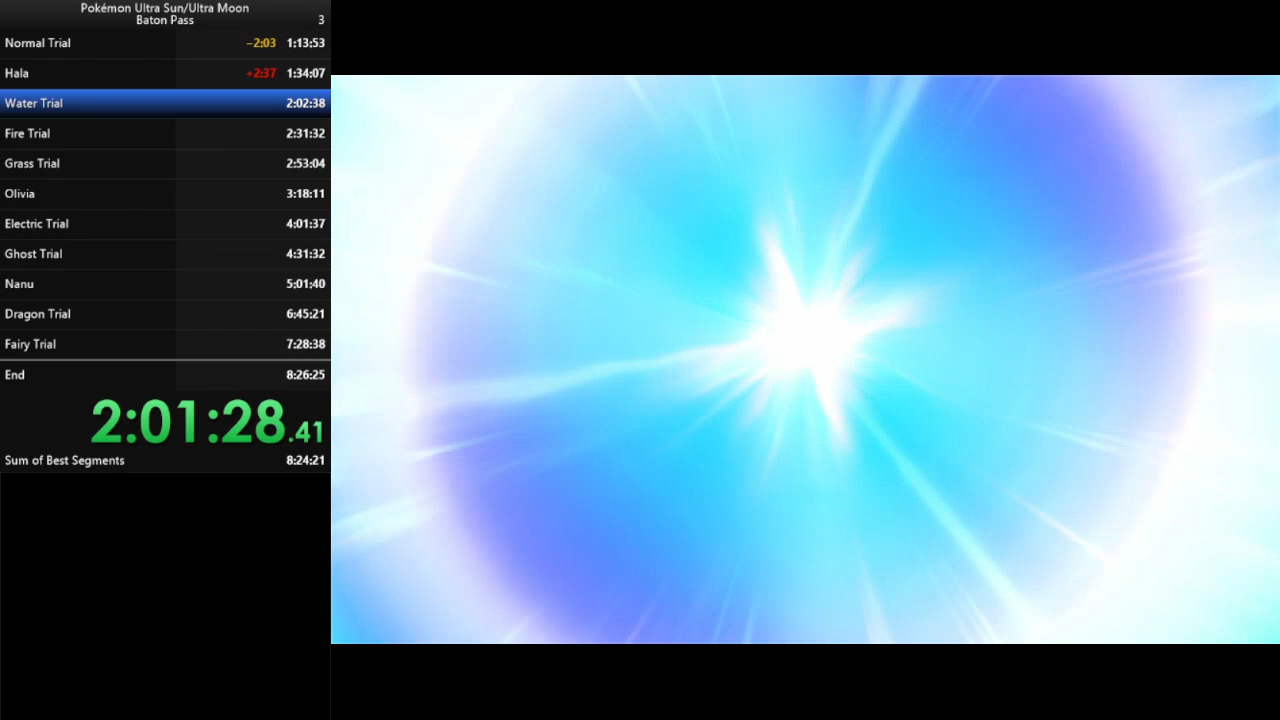 Pokémon Ultra Sun/Ultra Moon
Baton Pass 3
Normal Trial −2:03 1:13:53
Hala +2:37 1:34:07
Water Trial 2:02:38
Fire Trial 2:31:32
Grass Trial 2:53:04
Olivia 3:18:11
Electric Trial 4:01:37
Ghost Trial 4:31:32
Nanu 5:01:40
Dragon Trial 6:45:21
Fairy Trial 7:28:38
End 8:26:25
2:01:28.41
Sum of Best Segments 8:24:21